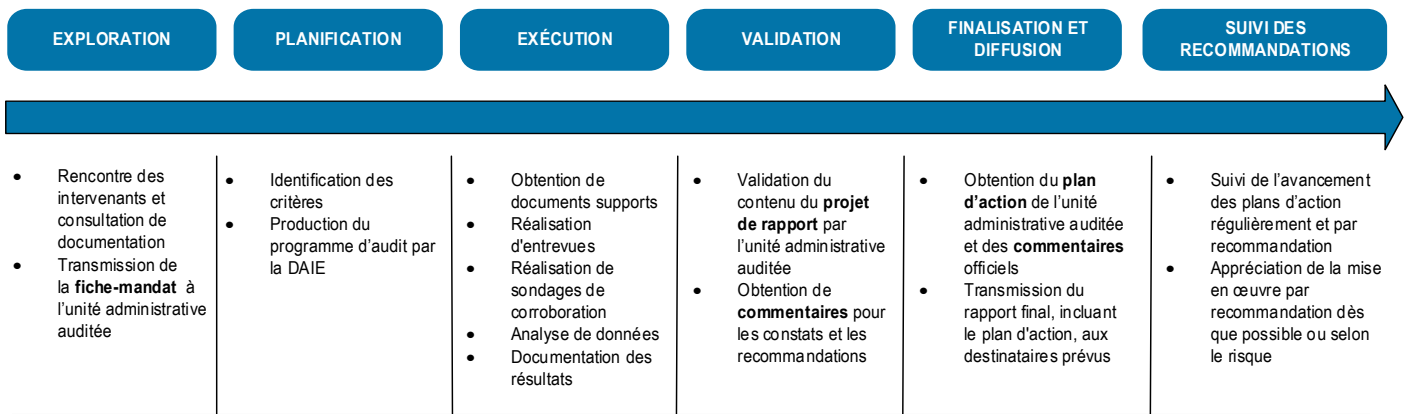 EXPLORATION
PLANIFICATION
EXÉCUTION
VALIDATION
FINALISATION ET
DIFFUSION
SUIVI DES
RECOMMANDATIONS
• Rencontre des
intervenants et
consultation de
documentation
• Transmission de
la fiche-mandat à
l'unité administrative
auditée
• Identification des
critères
• Production du
programme d'audit par
la DAIE
• Obtention de
documents supports
• Réalisation
d'entrevues
• Réalisation de
sondages de
corroboration
• Analyse de données
• Documentation des
résultats
• Validation du
contenu du projet
de rapport par
l'unité administrative
auditée
• Obtention de
commentaires pour
les constats et les
recommandations
• Obtention du plan
d'action de l'unité
administrative auditée
et des commentaires
officiels
• Transmission du
rapport final, incluant
le plan d'action, aux
destinataires prévus
• Suivi de l'avancement
des plans d'action
régulièrement et par
recommandation
• Appréciation de la mise
en œuvre par
recommandation dès
que possible ou selon
le risque